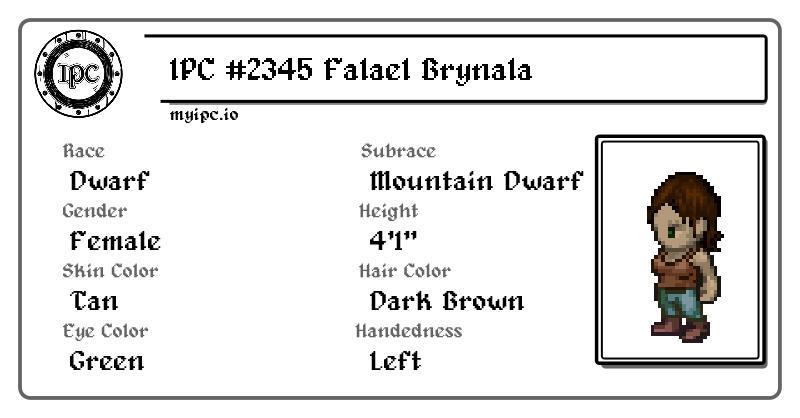 IPC
IPC #2345 Falael Brynala
myipc.io
Race
Dwarf
Subrace
Mountain Dwarf
Gender
Female
Height
4'1"
Skin Color
Tan
Hair Color
Dark Brown
Eye Color
Green
Handedness
Left